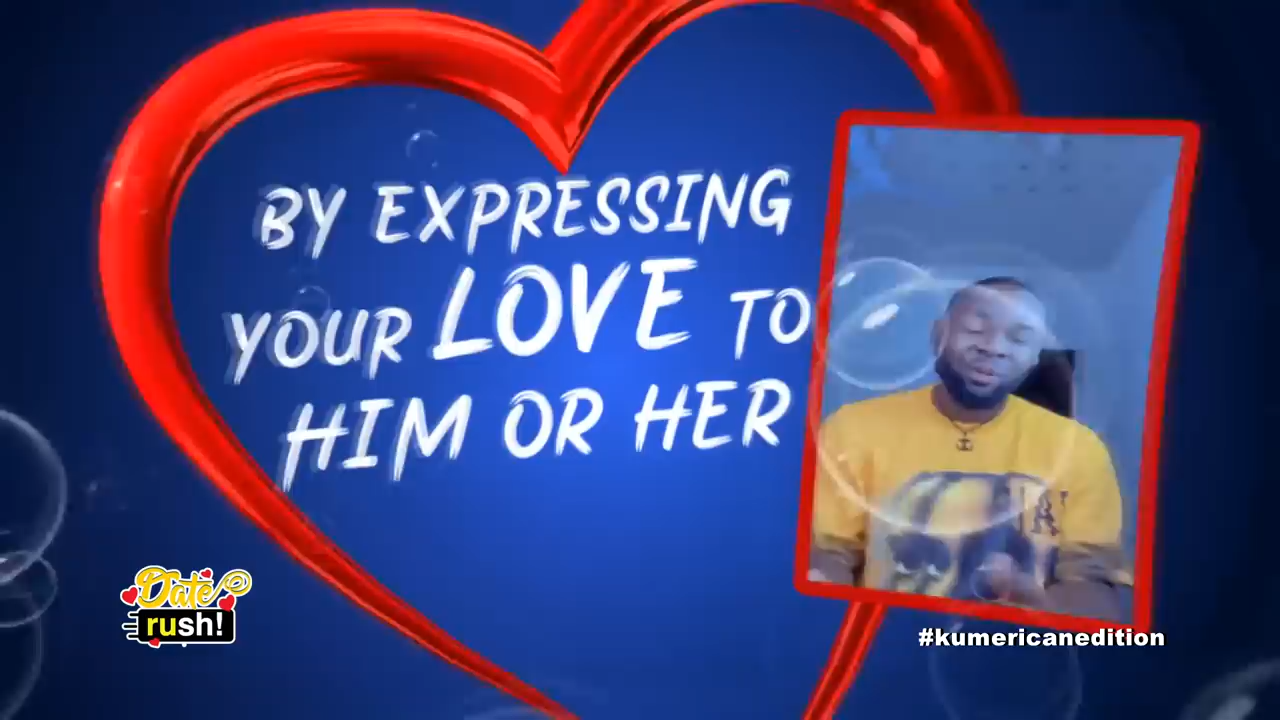 BY EXPRESSING
YOUR LOVE TO
HIM OR HER
Date
rush!
#kumericanedition